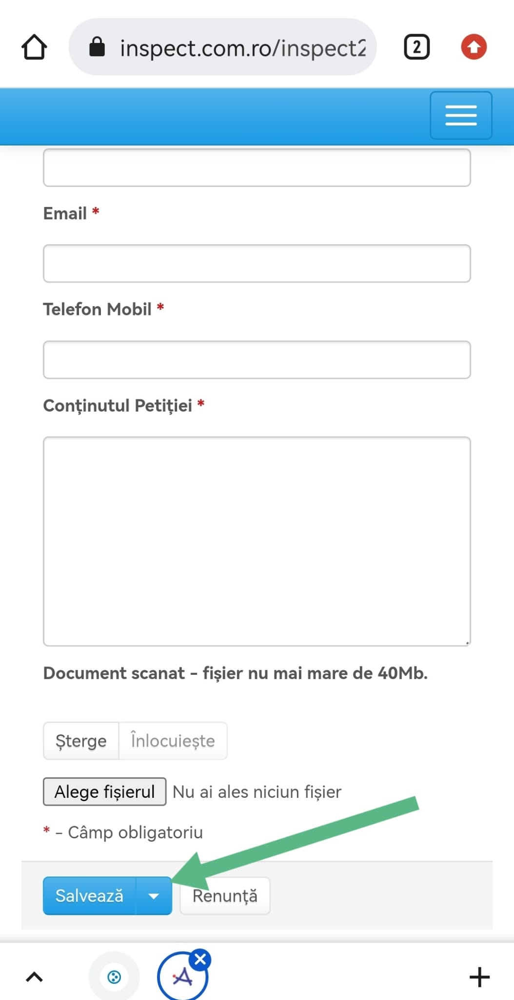 inspect.com.ro/inspect2
2
Email *
Telefon Mobil *
Conținutul Petiției *
Document scanat - fișier nu mai mare de 40Mb.
Șterge Înlocuiește
Alege fișierul Nu ai ales niciun fișier
* - Câmp obligatoriu
Salvează Renunță